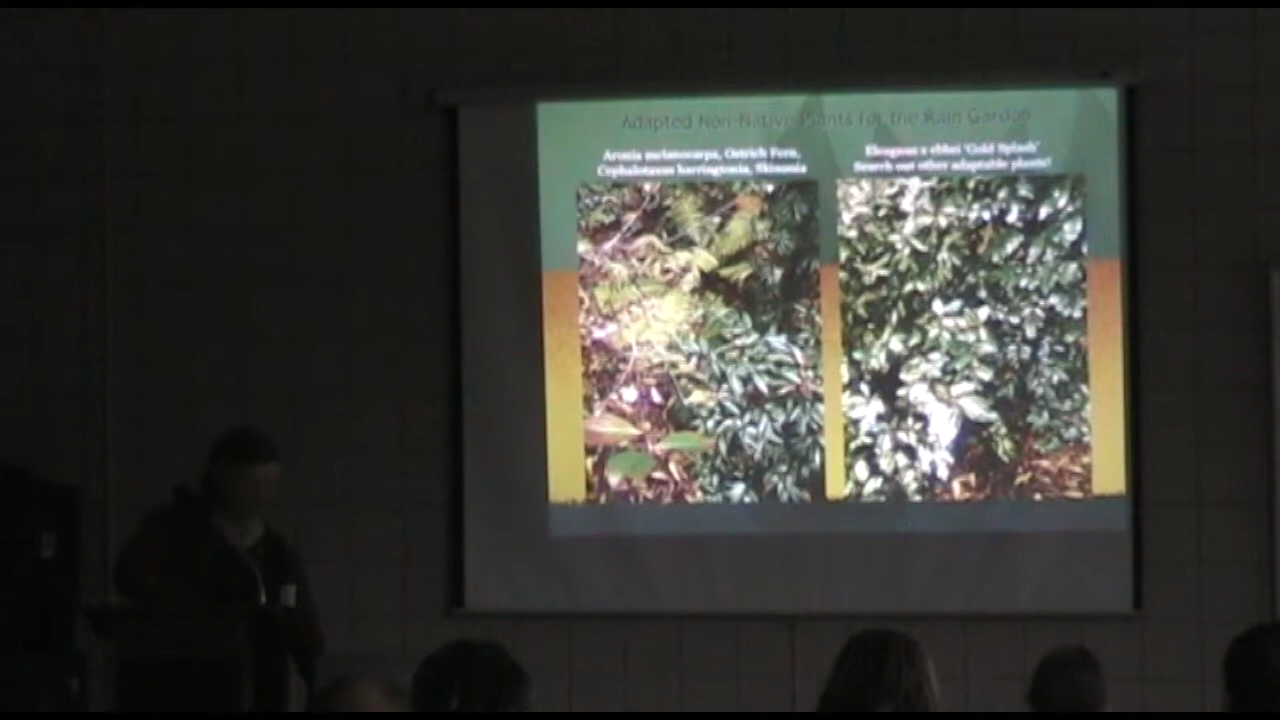 Adapted Non-Native Plants for the Rain Garden
Aronia melanocarpa, Ostrich Fern,
Cephalotaxus harringtonia, Skimmia
Eleagnus x ebbei 'Gold Splash'
Search out other adaptable plants!